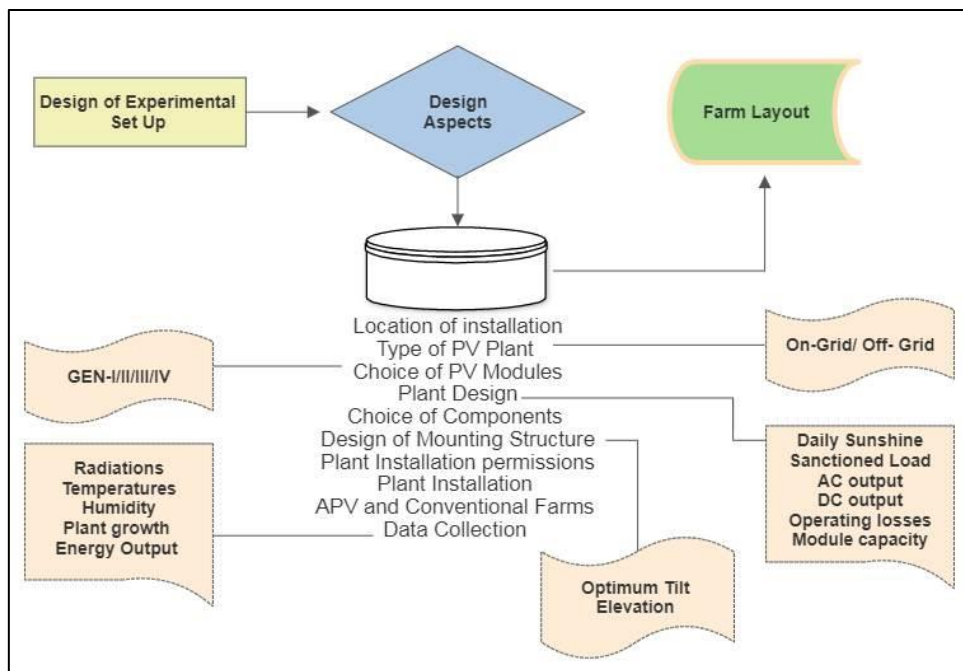 Design of Experimental
Set Up
Design
Aspects
Farm Layout
Location of installation
Type of PV Plant
Choice of PV Modules
Plant Design
Choice of Components
Design of Mounting Structure
Plant Installation permissions
Plant Installation
APV and Conventional Farms
Data Collection
GEN-I/II/III/IV
On-Grid/ Off- Grid
Radiations
Temperatures
Humidity
Plant growth
Energy Output
Daily Sunshine
Sanctioned Load
AC output
DC output
Operating losses
Module capacity
Optimum Tilt
Elevation